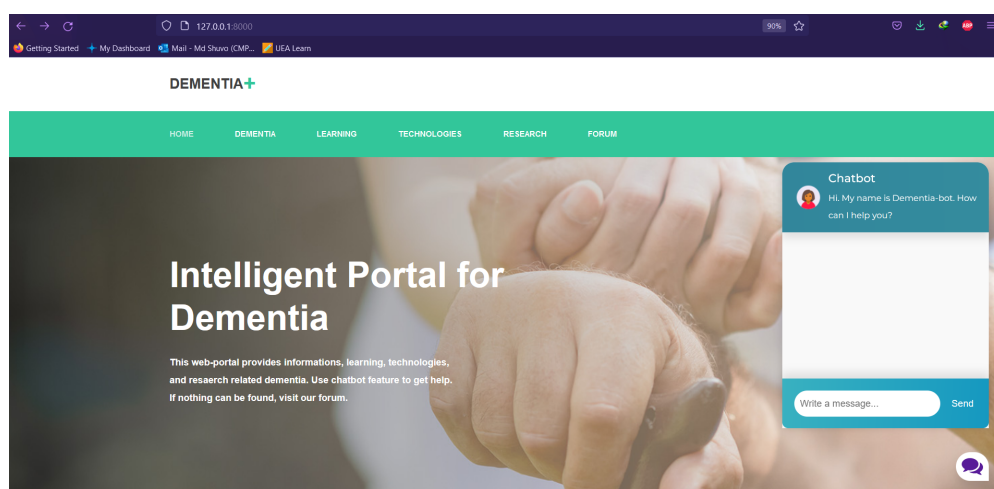 127.0.0.1:8000
90%
ABP
Getting Started My Dashboard Mail - Md Shuvo (CMP... UEA Learn
DEMENTIA+
HOME DEMENTIA LEARNING TECHNOLOGIES RESEARCH FORUM
Chatbot
Hi. My name is Dementia-bot. How
can I help you?
Intelligent Portal for
Dementia
This web-portal provides informations, learning, technologies,
and resaerch related dementia. Use chatbot feature to get help.
If nothing can be found, visit our forum.
Write a message...
Send